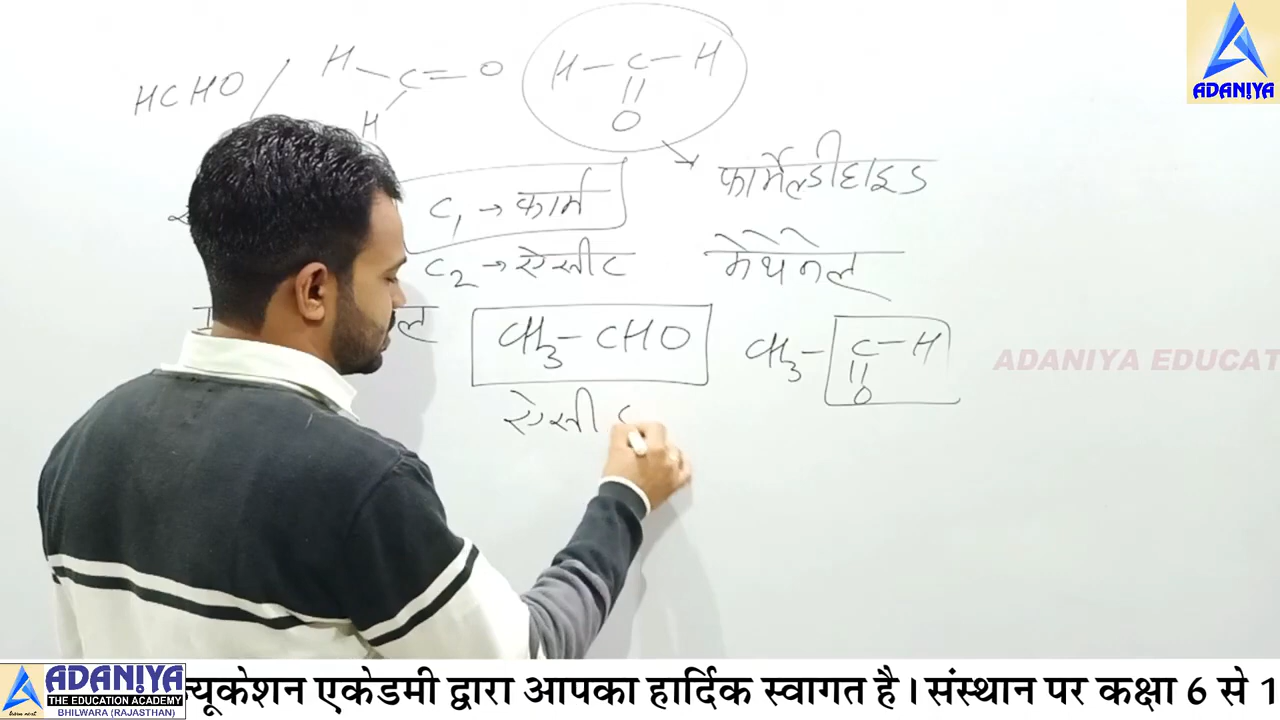 HCHO / H C = O H
H - C - H
O
ADANIYA
C1 → फार्म
फार्मेल्डीहाइड
C2 → ऐसीट
मेथेनेल
CH3 - CHO
CH3 - C - H
O
ADANIYA EDUCAT
ऐसी
ADANIYA
THE EDUCATION ACADEMY
BHILWARA (RAJASTHAN)
न्यूकेशन एकेडमी द्वारा आपका हार्दिक स्वागत है । संस्थान पर कक्षा 6 से 1